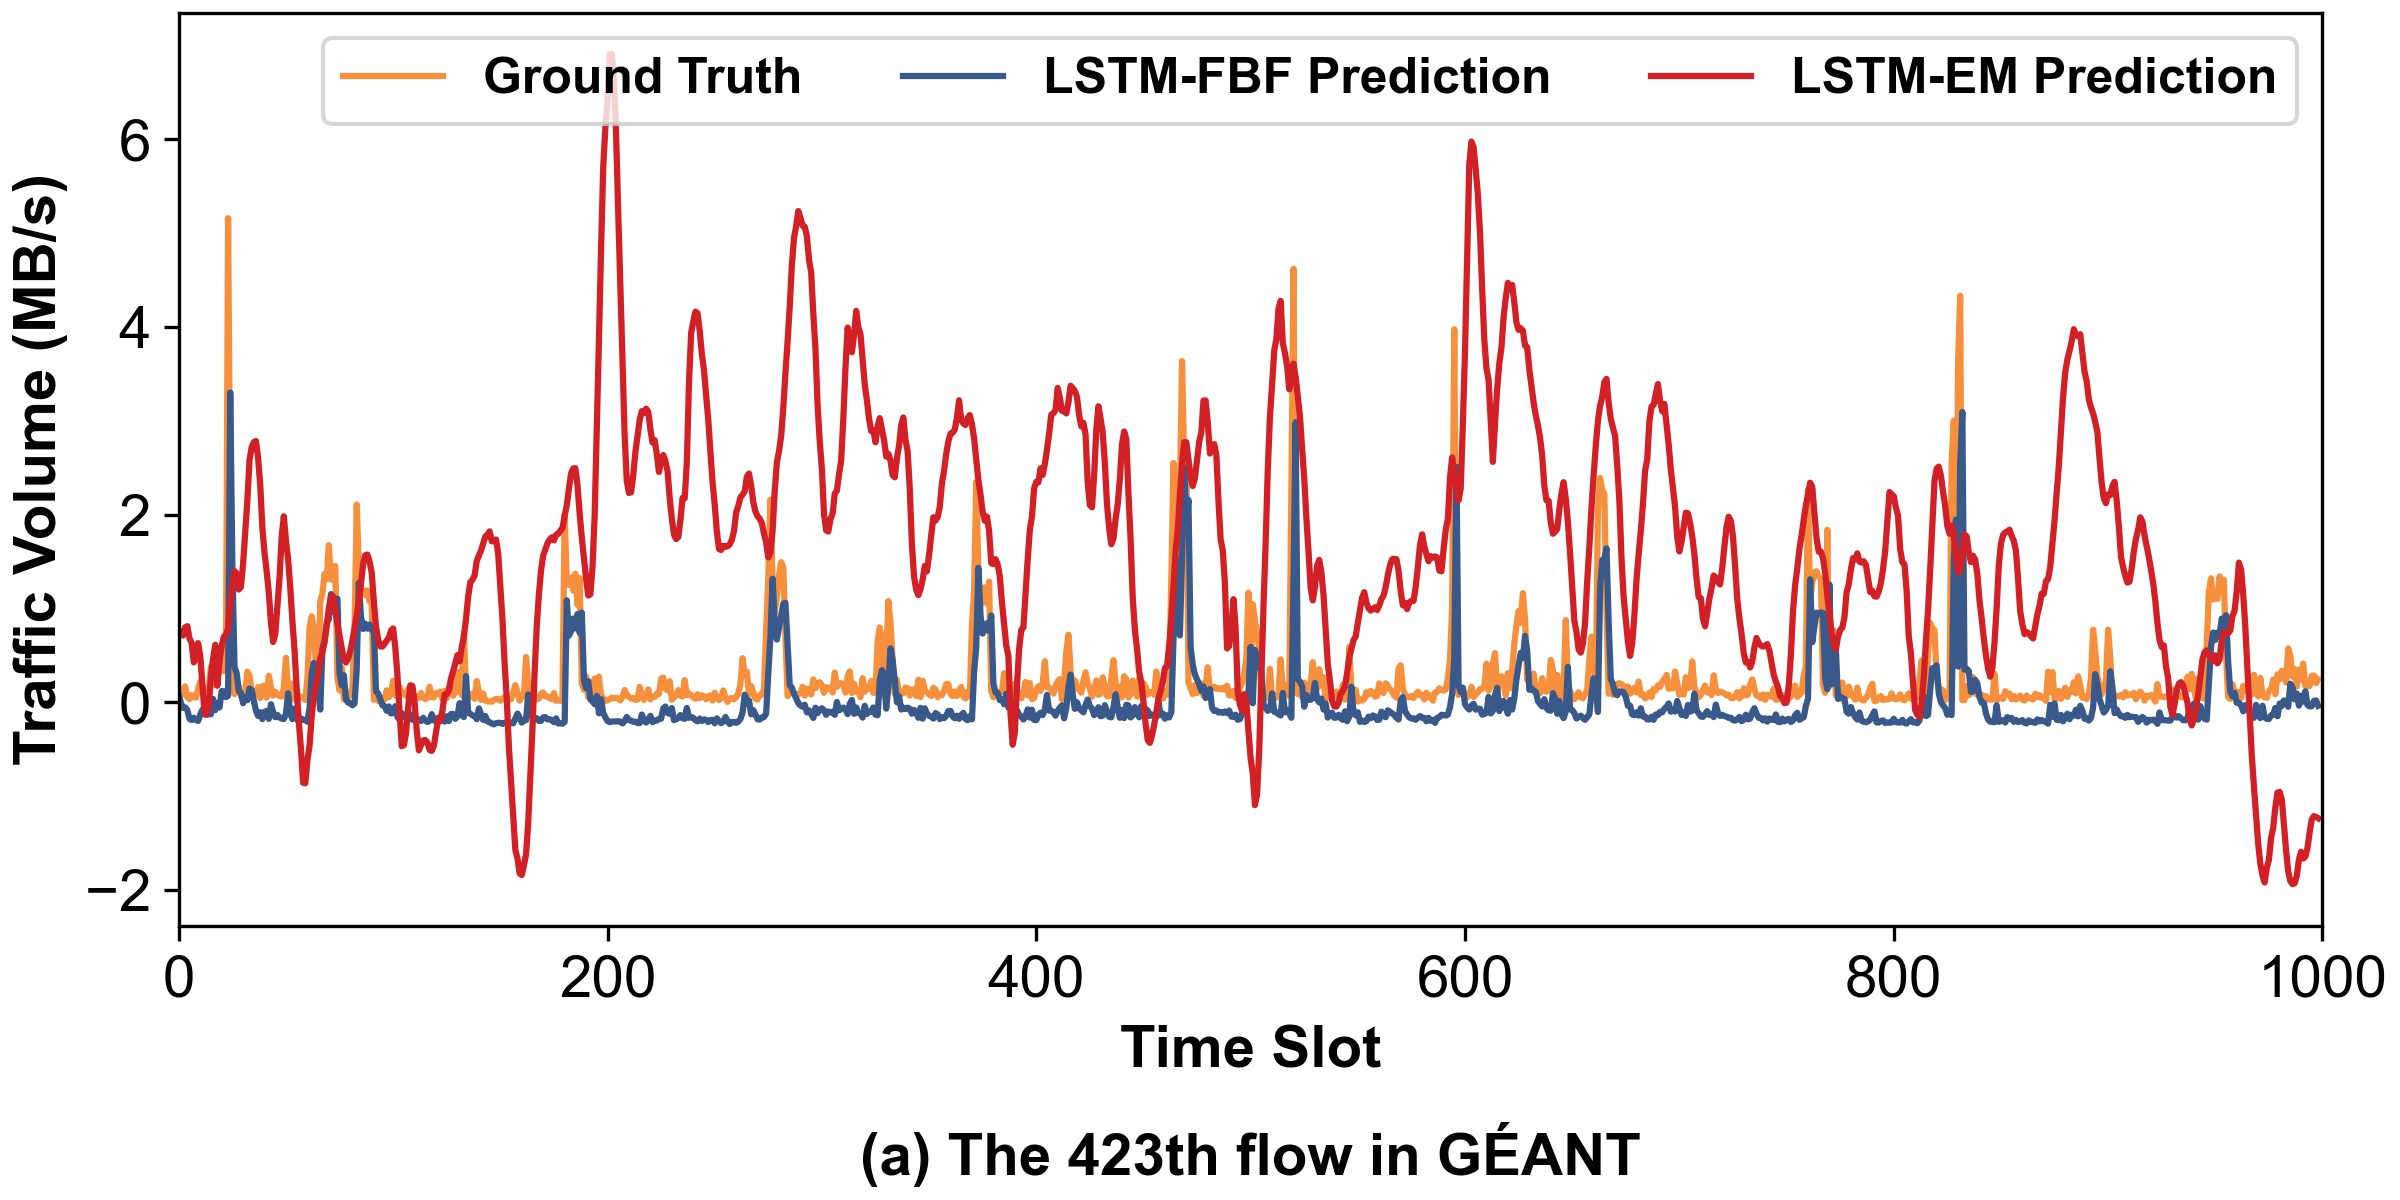 Ground Truth LSTM-FBF Prediction LSTM-EM Prediction
Traffic Volume (MB/s)
6
4
2
0
−2
0 200 400 600 800 1000
Time Slot
(a) The 423th flow in GÉANT